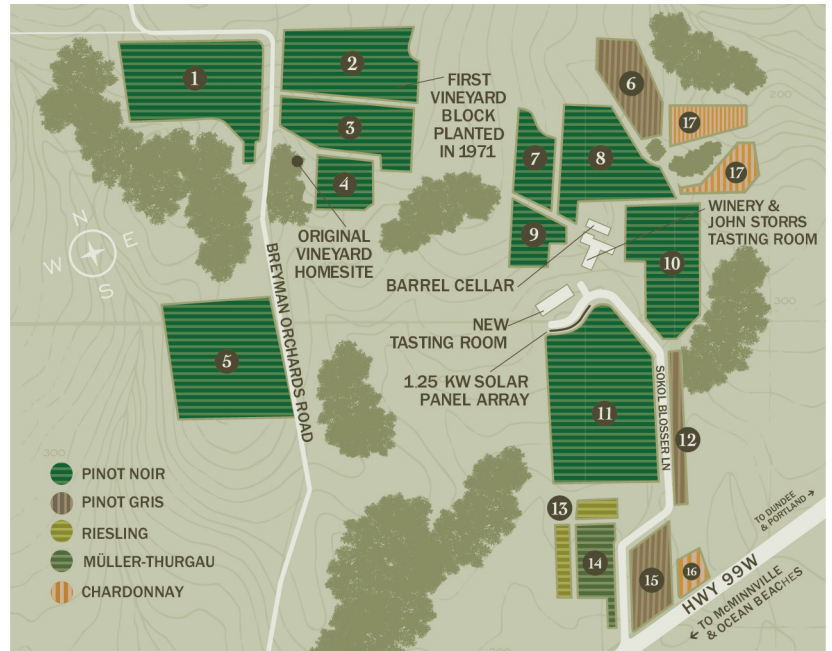 1
2
FIRST
VINEYARD
BLOCK
PLANTED
IN 1971
3
4
ORIGINAL
VINEYARD
HOMESITE
BREYMAN ORCHARDS ROAD
5
6
200
17
17
7
8
9
WINERY &
JOHN STORRS
TASTING ROOM
10
BARREL CELLAR
300
NEW
TASTING ROOM
1.25 KW SOLAR
PANEL ARRAY
11
SOKOL BLOSSER LN
12
N
E
W
S
300
PINOT NOIR
PINOT GRIS
RIESLING
MÜLLER-THURGAU
CHARDONNAY
13
14
15
16
TO DUNDEE
& PORTLAND
HWY 99W
TO McMINNVILLE
& OCEAN BEACHES